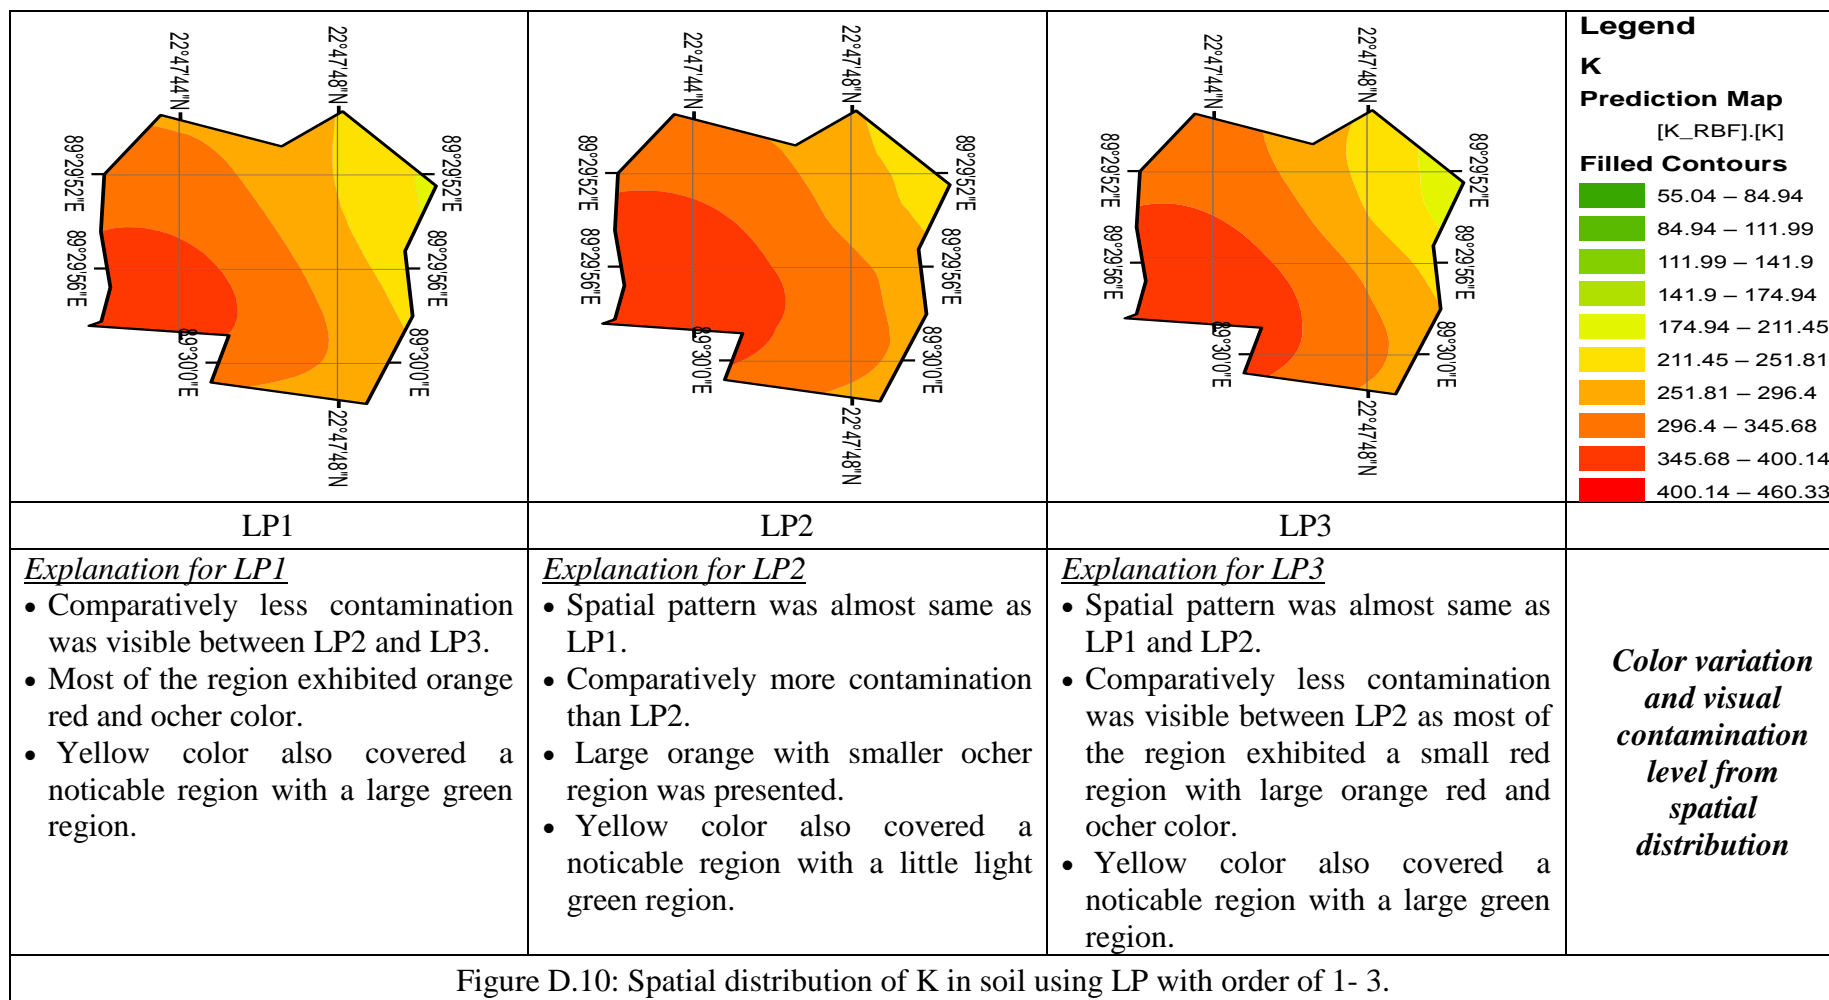 22°47'44"N
22°47'48"N
89°29'52"E
89°29'52"E
89°29'56"E
89°29'56"E
89°30'0"E
89°30'0"E
22°47'48"N
22°47'44"N
22°47'48"N
89°29'52"E
89°29'52"E
89°29'56"E
89°29'56"E
89°30'0"E
89°30'0"E
22°47'48"N
22°47'44"N
22°47'48"N
89°29'52"E
89°29'52"E
89°29'56"E
89°29'56"E
89°30'0"E
89°30'0"E
22°47'48"N
Legend
K
Prediction Map
[K_RBF].[K]
Filled Contours
55.04 – 84.94
84.94 – 111.99
111.99 – 141.9
141.9 – 174.94
174.94 – 211.45
211.45 – 251.81
251.81 – 296.4
296.4 – 345.68
345.68 – 400.14
400.14 – 460.33
LP1
LP2
LP3
Explanation for LP1
• Comparatively less contamination
was visible between LP2 and LP3.
• Most of the region exhibited orange
red and ocher color.
• Yellow color also covered a
noticable region with a large green
region.
Explanation for LP2
• Spatial pattern was almost same as
LP1.
• Comparatively more contamination
than LP2.
• Large orange with smaller ocher
region was presented.
• Yellow color also covered a
noticable region with a little light
green region.
Explanation for LP3
• Spatial pattern was almost same as
LP1 and LP2.
• Comparatively less contamination
was visible between LP2 as most of
the region exhibited a small red
region with large orange red and
ocher color.
• Yellow color also covered a
noticable region with a large green
region.
Color variation
and visual
contamination
level from
spatial
distribution
Figure D.10: Spatial distribution of K in soil using LP with order of 1- 3.